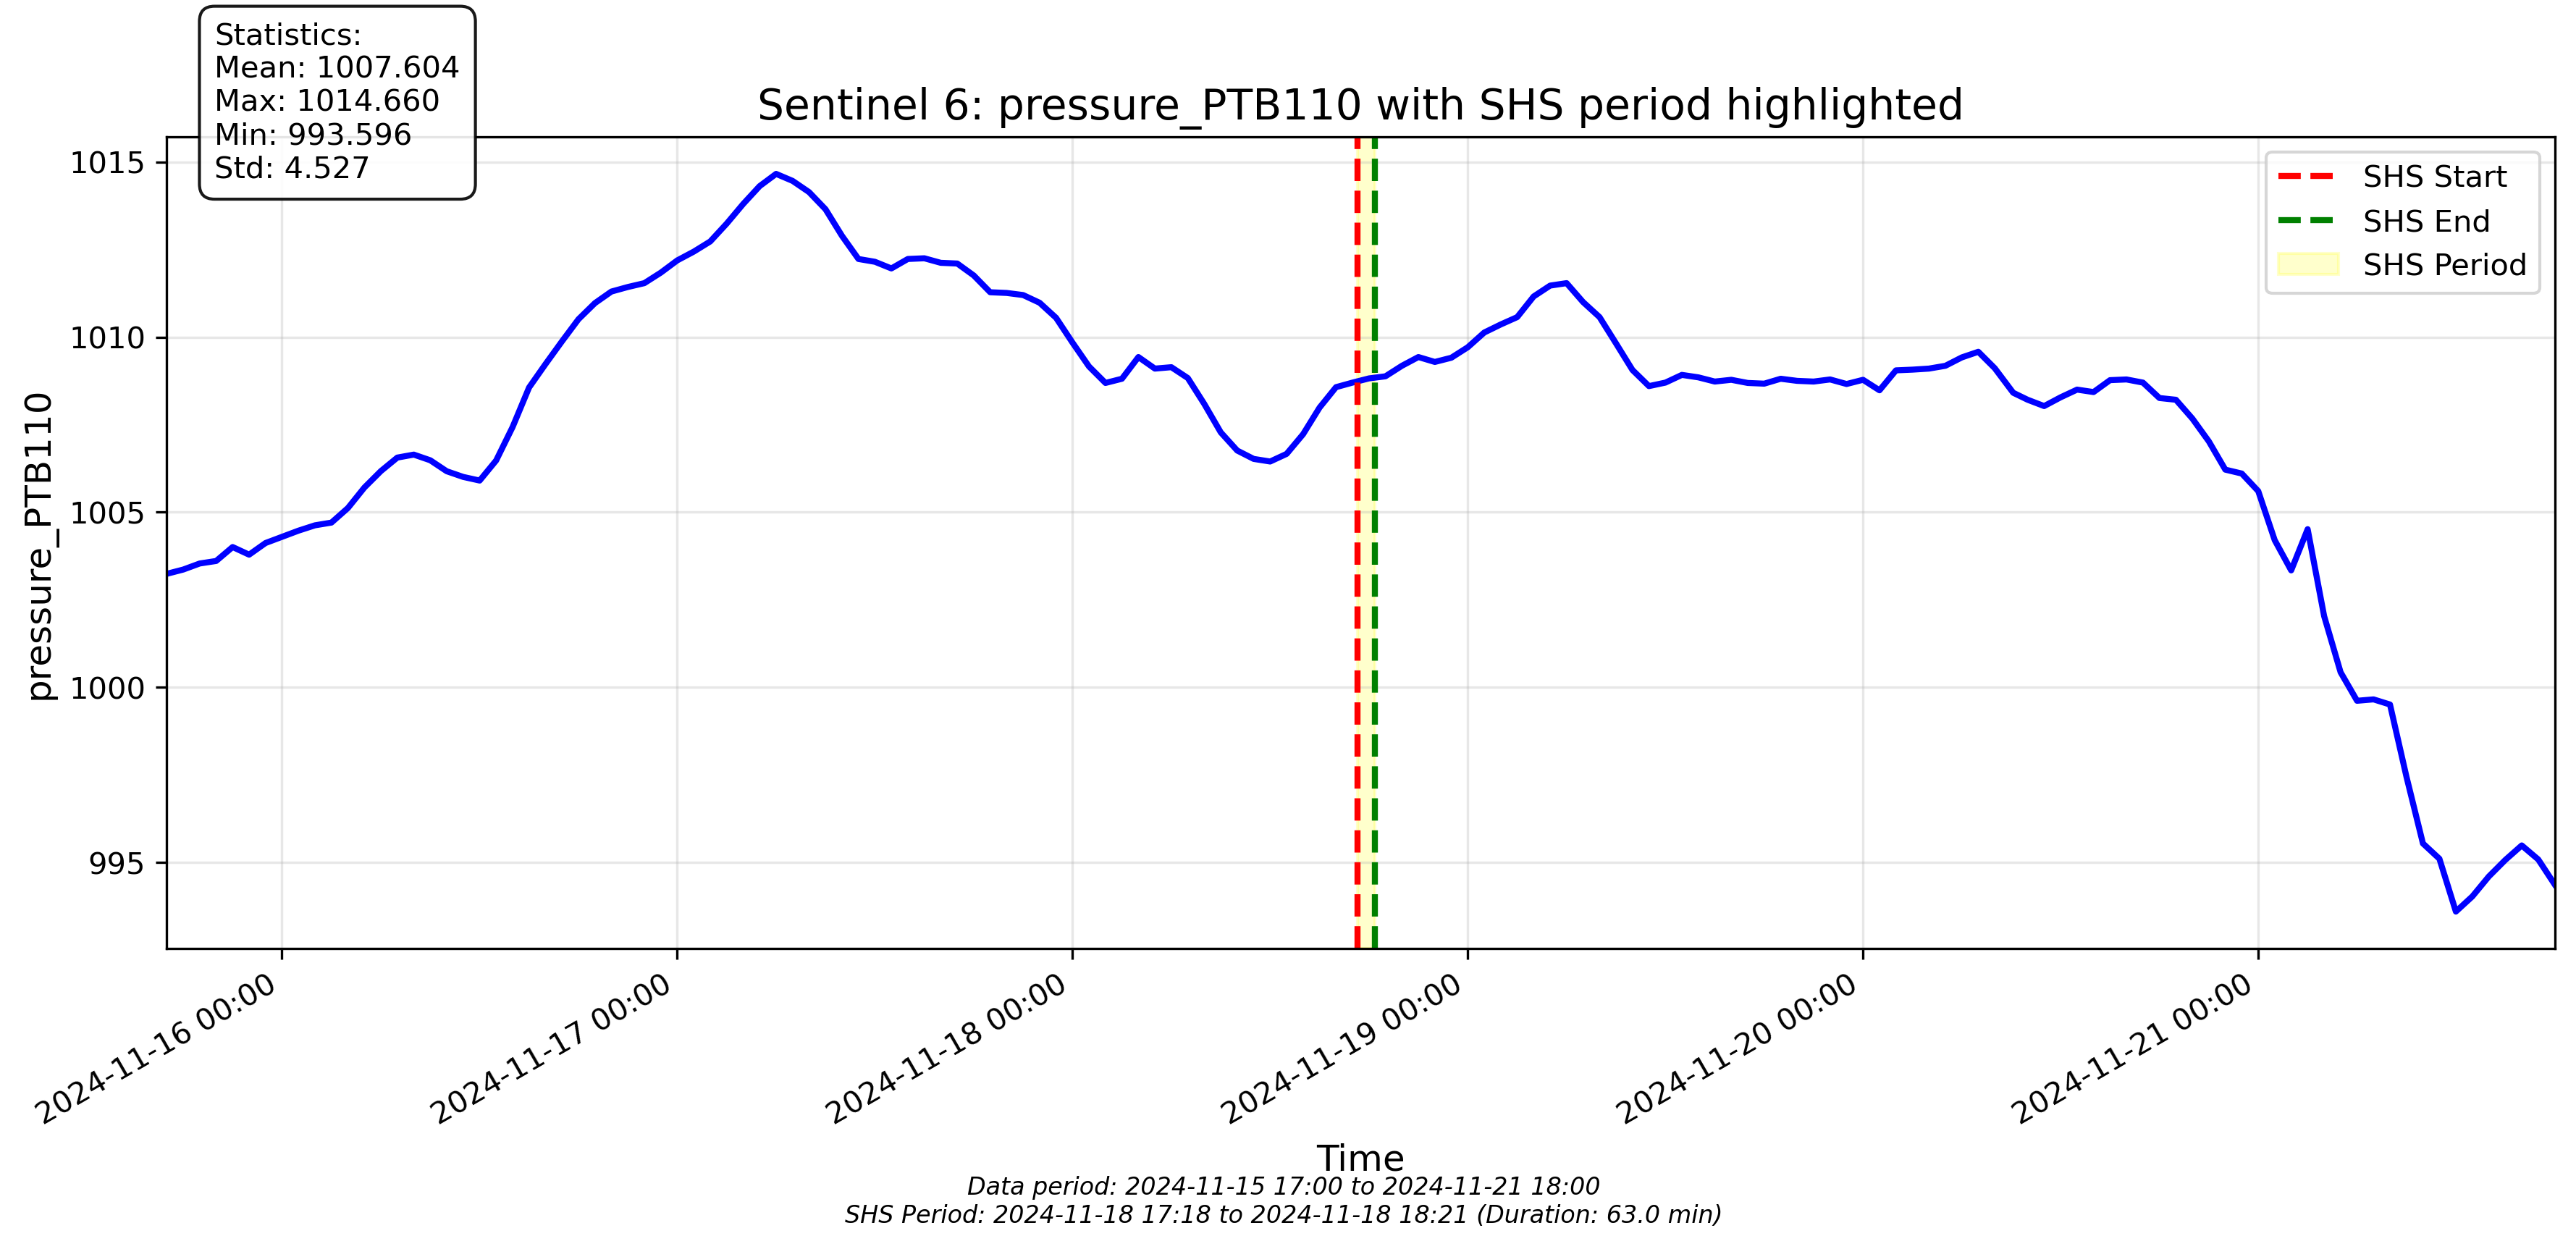 Statistics:
Mean: 1007.604
Max: 1014.660
Min: 993.596
Std: 4.527
Sentinel 6: pressure_PTB110 with SHS period highlighted
SHS Start
SHS End
SHS Period
pressure_PTB110
1015
1010
1005
1000
995
2024-11-16 00:00
2024-11-17 00:00
2024-11-18 00:00
2024-11-19 00:00
2024-11-20 00:00
2024-11-21 00:00
Time
Data period: 2024-11-15 17:00 to 2024-11-21 18:00
SHS Period: 2024-11-18 17:18 to 2024-11-18 18:21 (Duration: 63.0 min)